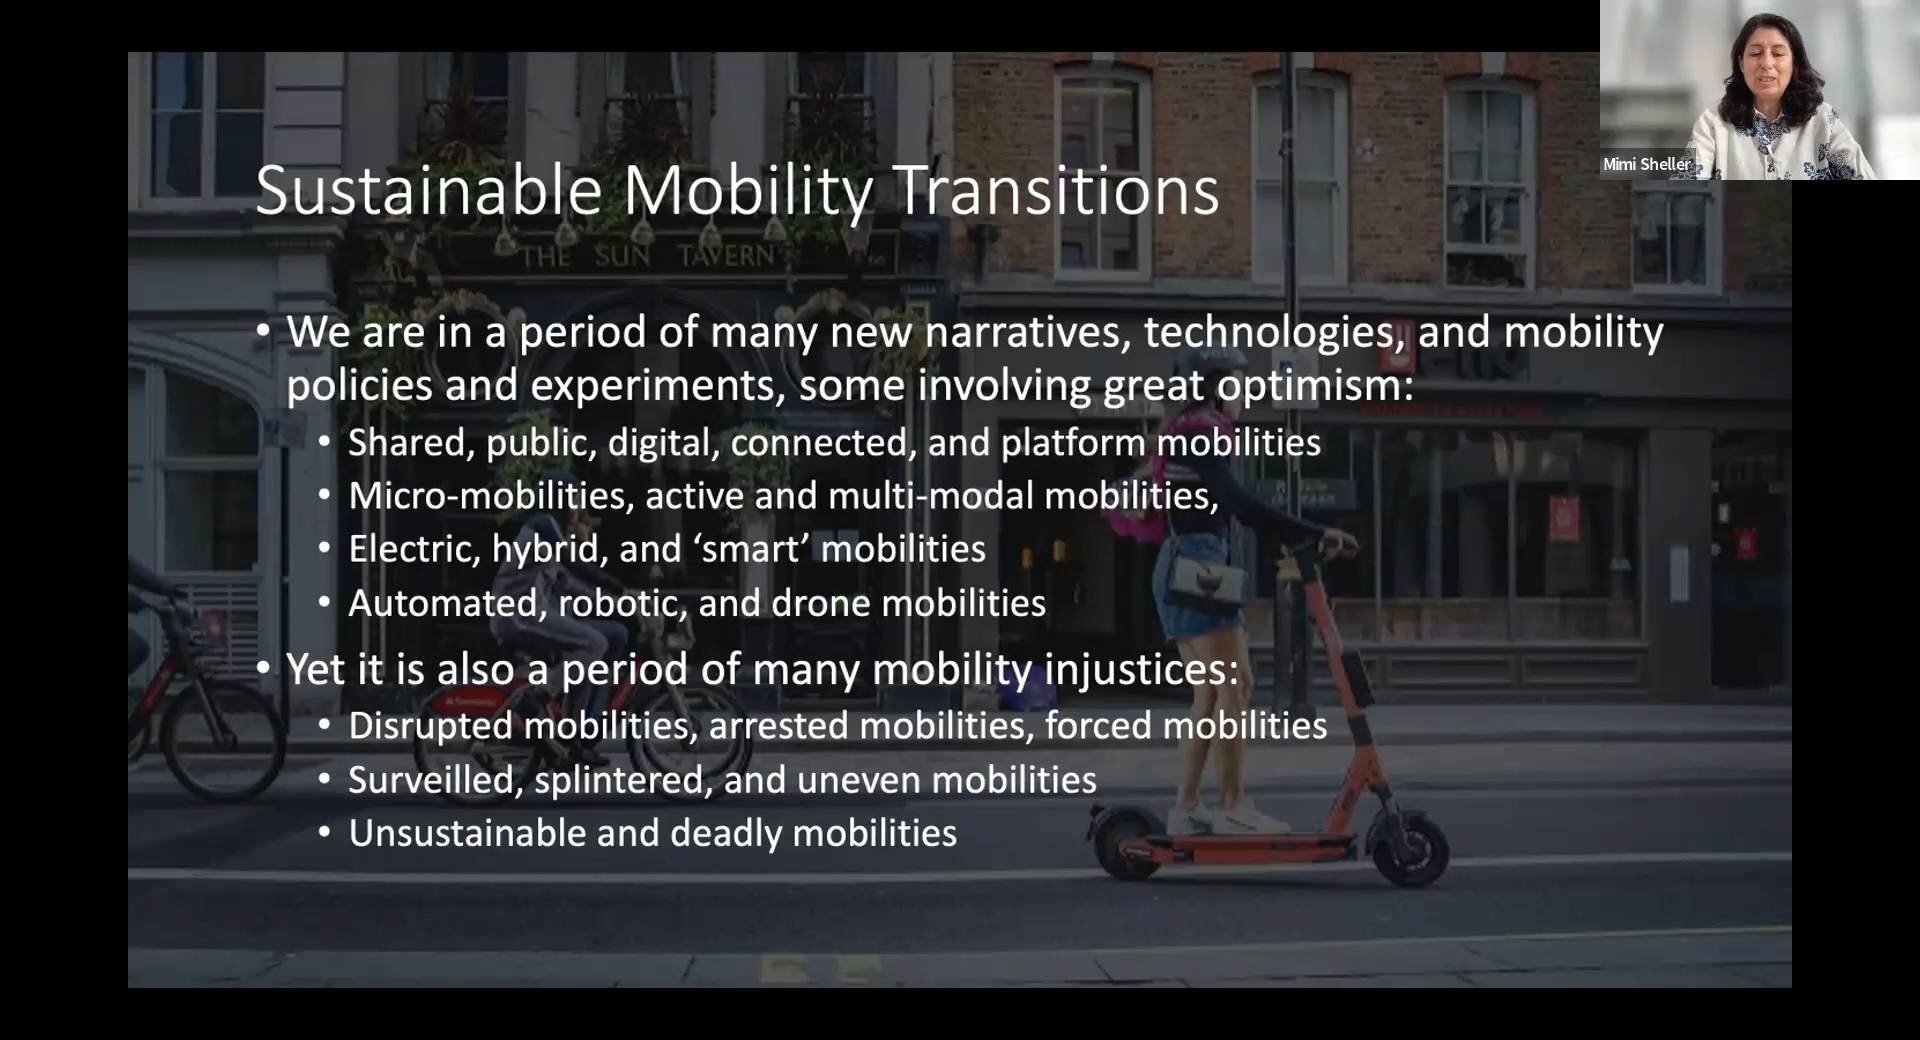 Mimi Sheller
Sustainable Mobility Transitions
THE SUN TAVERN
66
• We are in a period of many new narratives, technologies, and mobility
policies and experiments, some involving great optimism:
• Shared, public, digital, connected, and platform mobilities
• Micro-mobilities, active and multi-modal mobilities,
• Electric, hybrid, and ‘smart’ mobilities
• Automated, robotic, and drone mobilities
• Yet it is also a period of many mobility injustices:
• Disrupted mobilities, arrested mobilities, forced mobilities
• Surveilled, splintered, and uneven mobilities
• Unsustainable and deadly mobilities